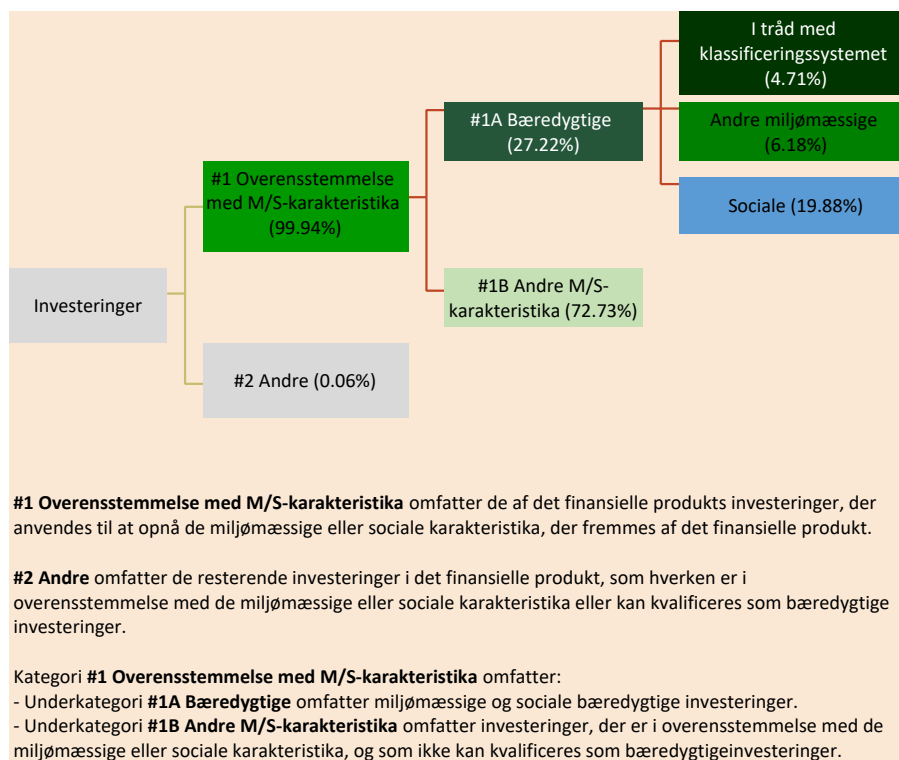 I tråd med
klassificeringssystemet
(4.71%)
#1A Bæredygtige
(27.22%)
Andre miljømæssige
(6.18%)
#1 Overensstemmelse
med M/S-karakteristika
(99.94%)
Sociale (19.88%)
Investeringer
#1B Andre M/S-
karakteristika (72.73%)
#2 Andre (0.06%)
#1 Overensstemmelse med M/S-karakteristika omfatter de af det finansielle produkts investeringer, der
anvendes til at opnå de miljømæssige eller sociale karakteristika, der fremmes af det finansielle produkt.
#2 Andre omfatter de resterende investeringer i det finansielle produkt, som hverken er i
overensstemmelse med de miljømæssige eller sociale karakteristika eller kan kvalificeres som bæredygtige
investeringer.
Kategori #1 Overensstemmelse med M/S-karakteristika omfatter:
- Underkategori #1A Bæredygtige omfatter miljømæssige og sociale bæredygtige investeringer.
- Underkategori #1B Andre M/S-karakteristika omfatter investeringer, der er i overensstemmelse med de
miljømæssige eller sociale karakteristika, og som ikke kan kvalificeres som bæredygtigeinvesteringer.